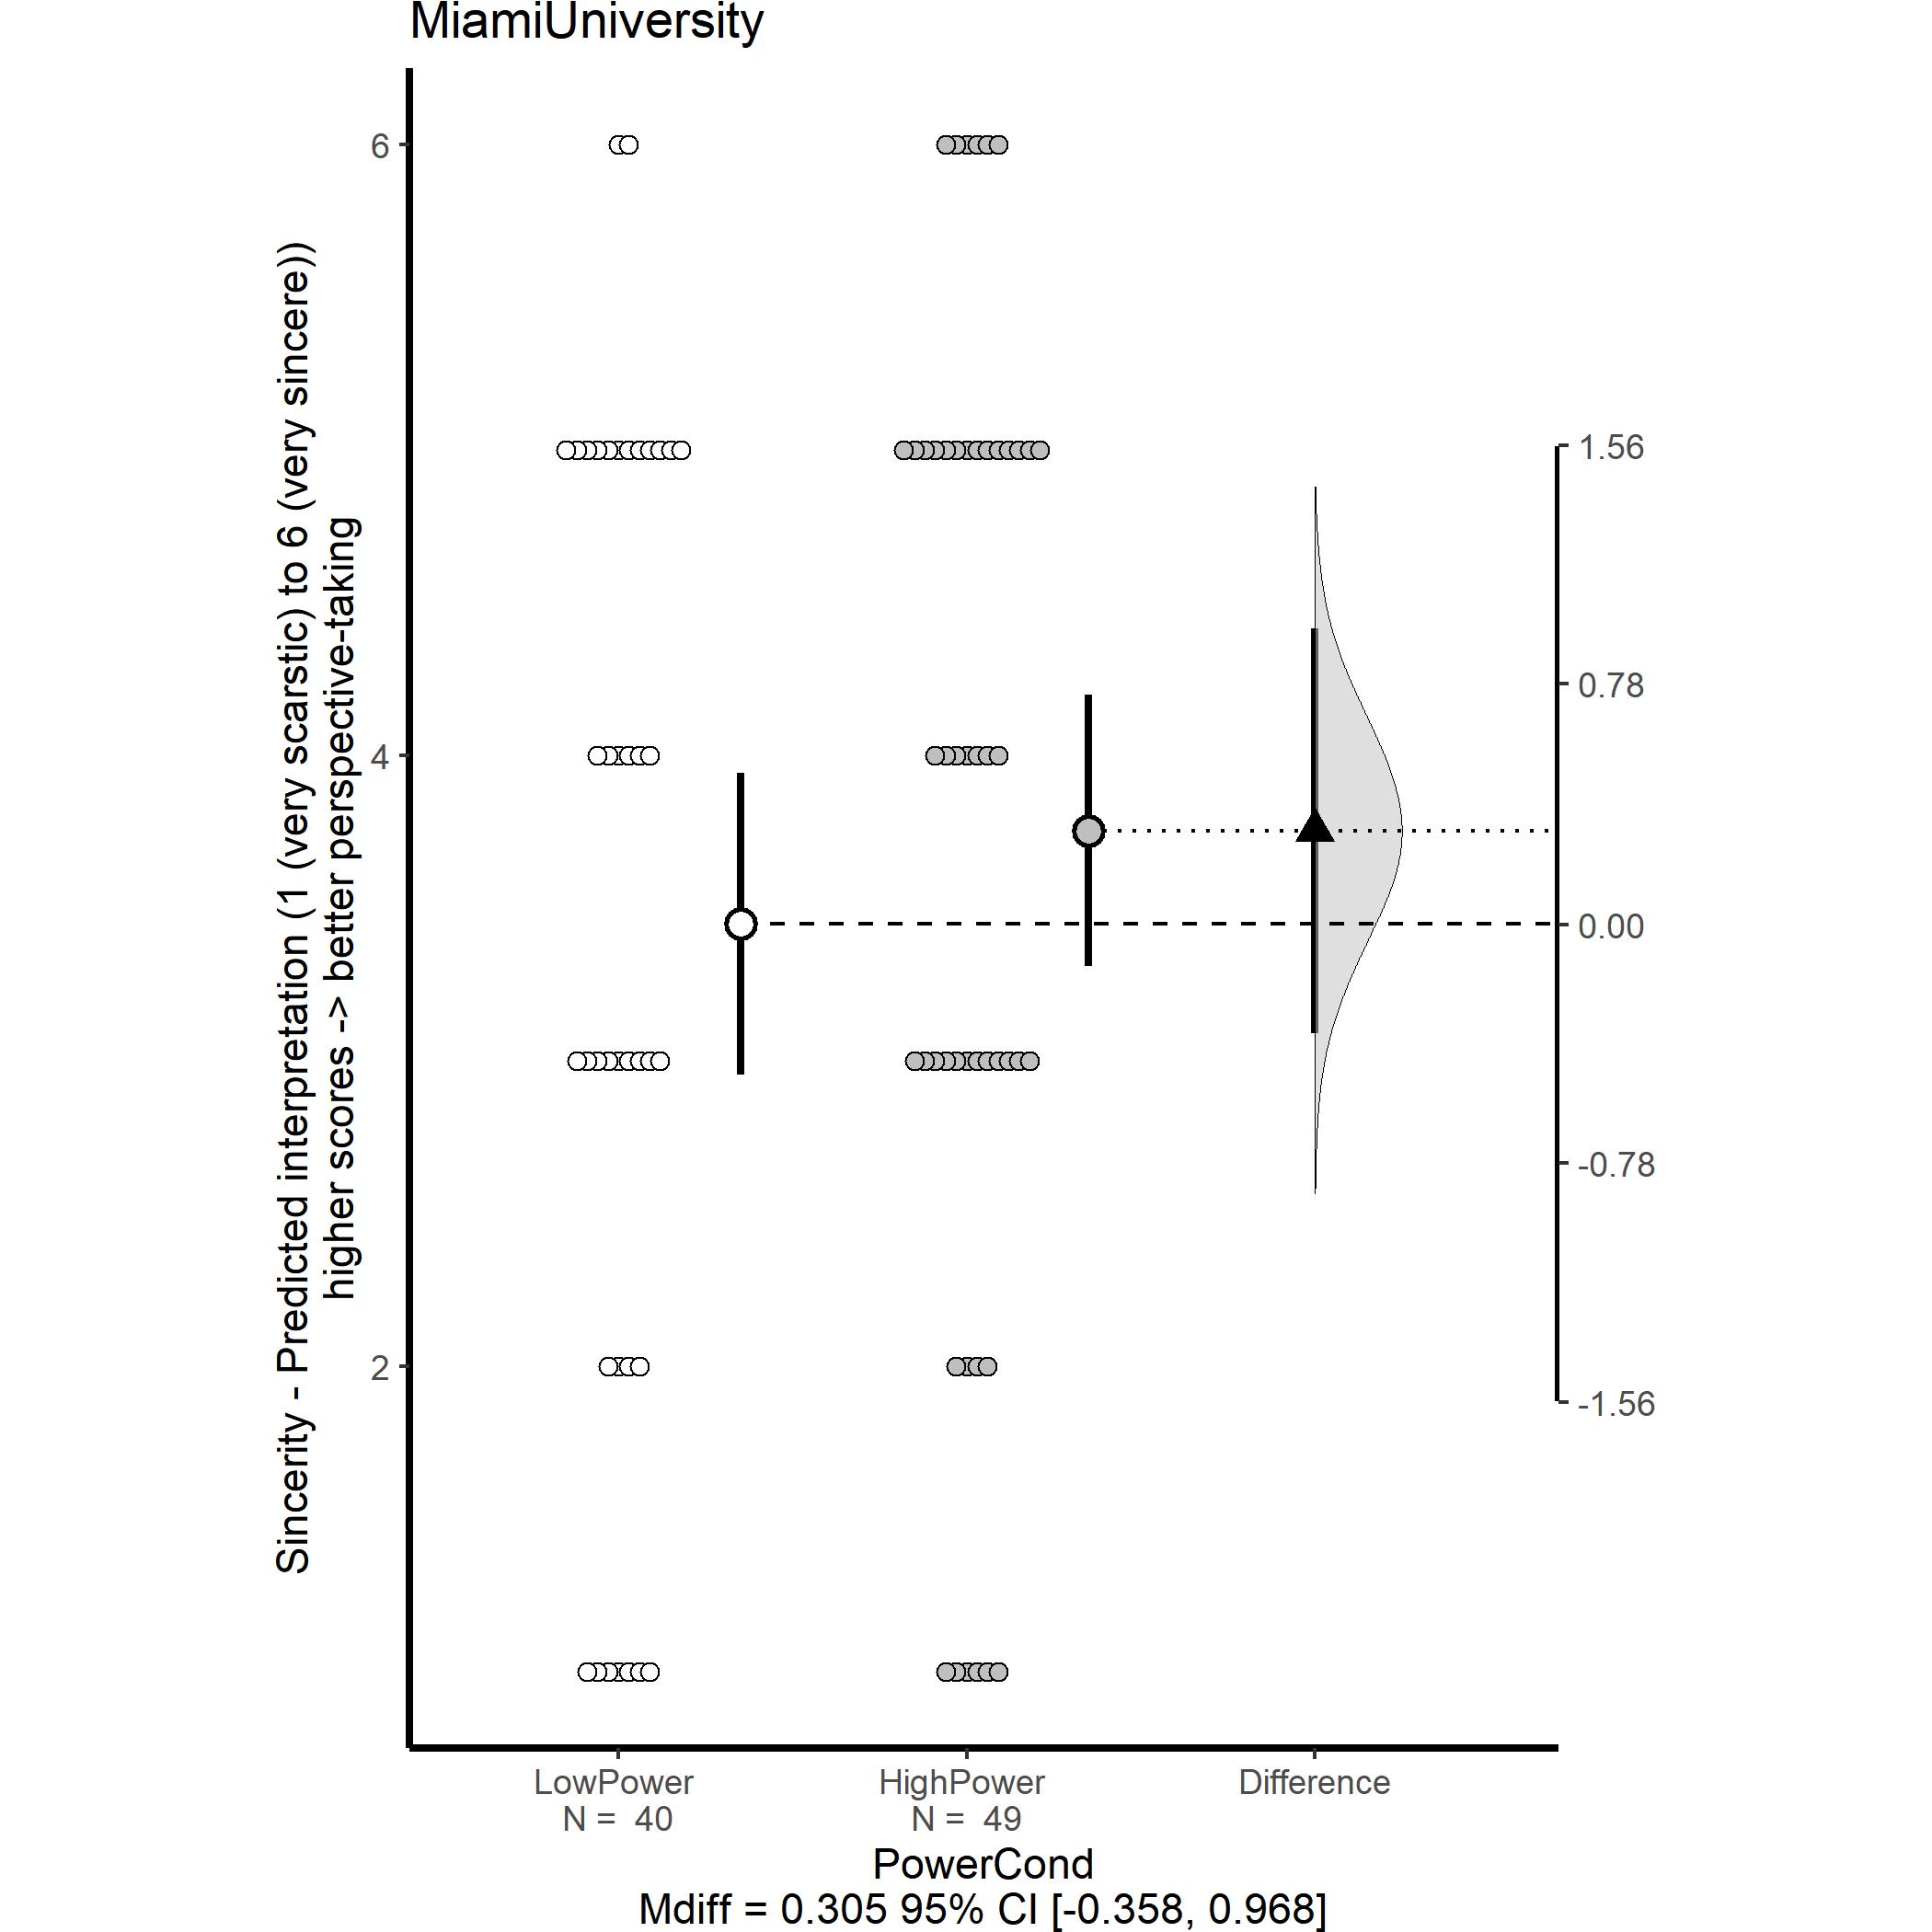 MiamiUniversity
Sincerity - Predicted interpretation (1 (very scarstic) to 6 (very sincere))
higher scores -> better perspective-taking
6
4
2
1.56
0.78
0.00
-0.78
-1.56
LowPower
N =  40
HighPower
N =  49
Difference
PowerCond
Mdiff = 0.305 95% CI [-0.358, 0.968]